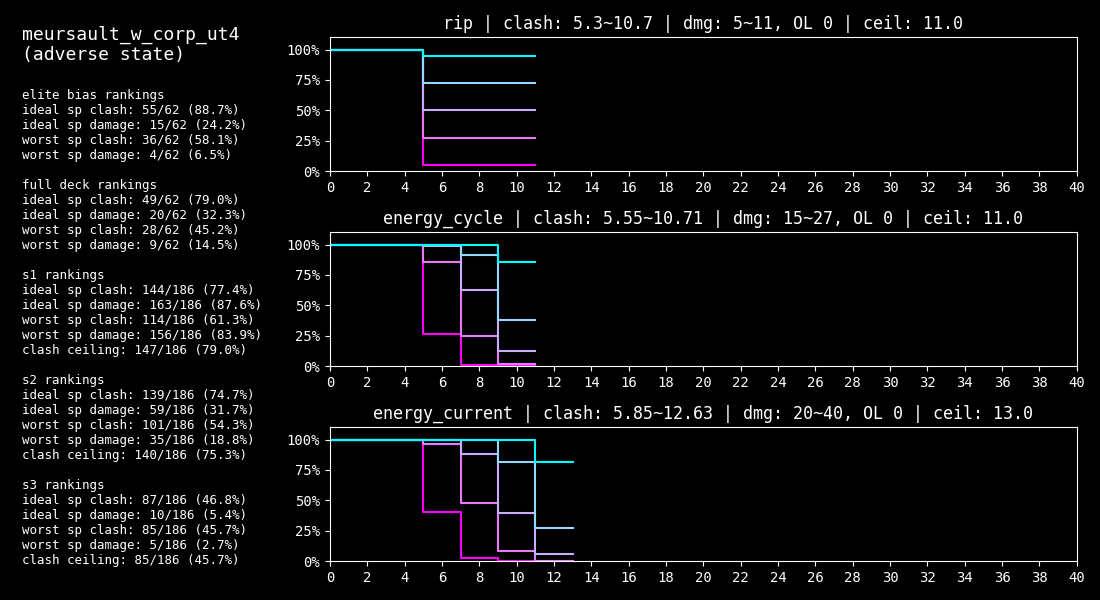 meursault_w_corp_ut4
(adverse state)
elite bias rankings
ideal sp clash: 55/62 (88.7%)
ideal sp damage: 15/62 (24.2%)
worst sp clash: 36/62 (58.1%)
worst sp damage: 4/62 (6.5%)
full deck rankings
ideal sp clash: 49/62 (79.0%)
ideal sp damage: 20/62 (32.3%)
worst sp clash: 28/62 (45.2%)
worst sp damage: 9/62 (14.5%)
s1 rankings
ideal sp clash: 144/186 (77.4%)
ideal sp damage: 163/186 (87.6%)
worst sp clash: 114/186 (61.3%)
worst sp damage: 156/186 (83.9%)
clash ceiling: 147/186 (79.0%)
s2 rankings
ideal sp clash: 139/186 (74.7%)
ideal sp damage: 59/186 (31.7%)
worst sp clash: 101/186 (54.3%)
worst sp damage: 35/186 (18.8%)
clash ceiling: 140/186 (75.3%)
s3 rankings
ideal sp clash: 87/186 (46.8%)
ideal sp damage: 10/186 (5.4%)
worst sp clash: 85/186 (45.7%)
worst sp damage: 5/186 (2.7%)
clash ceiling: 85/186 (45.7%)
rip | clash: 5.3~10.7 | dmg: 5~11, OL 0 | ceil: 11.0
100%
75%
50%
25%
0%
0 2 4 6 8 10 12 14 16 18 20 22 24 26 28 30 32 34 36 38 40
energy_cycle | clash: 5.55~10.71 | dmg: 15~27, OL 0 | ceil: 11.0
100%
75%
50%
25%
0%
0 2 4 6 8 10 12 14 16 18 20 22 24 26 28 30 32 34 36 38 40
energy_current | clash: 5.85~12.63 | dmg: 20~40, OL 0 | ceil: 13.0
100%
75%
50%
25%
0%
0 2 4 6 8 10 12 14 16 18 20 22 24 26 28 30 32 34 36 38 40